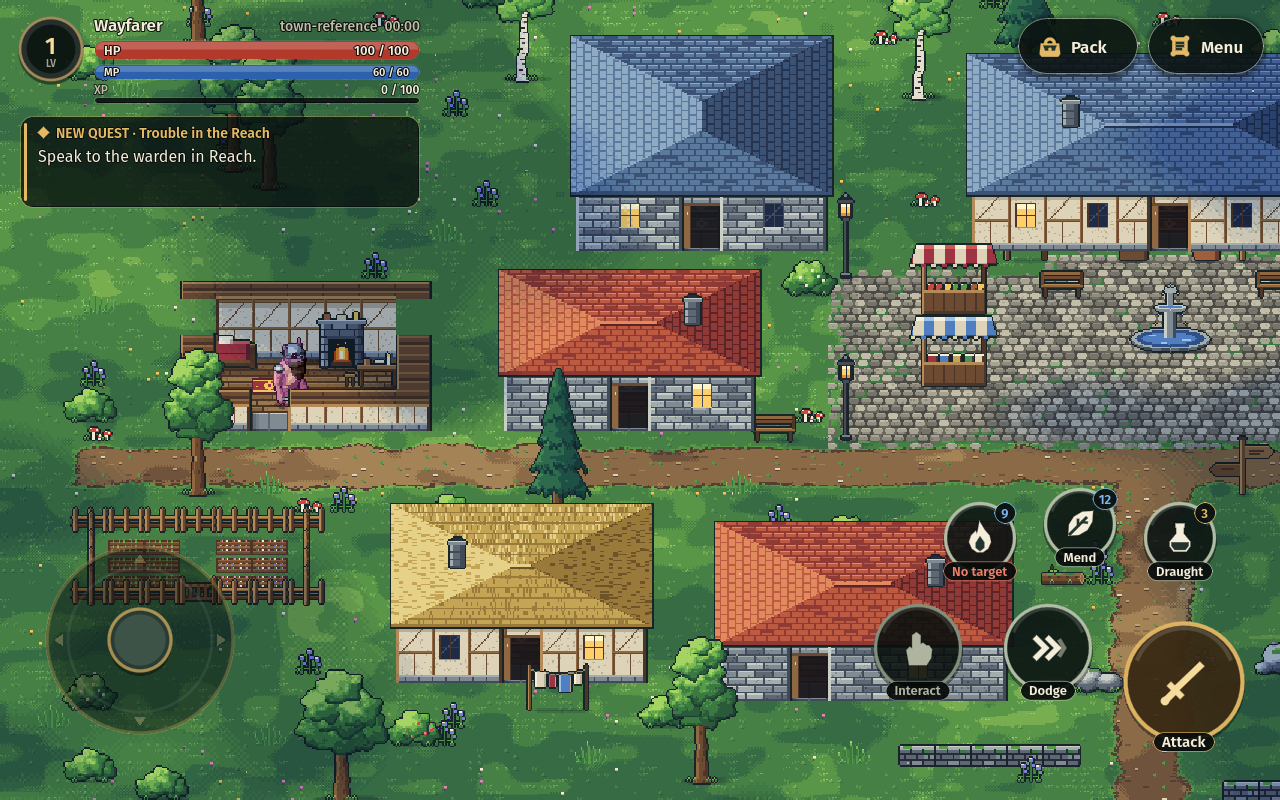 Wayfarer
town-reference 00:00
Pack
Menu
1
LV
HP
100 / 100
MP
60 / 60
XP
0 / 100
NEW QUEST · Trouble in the Reach
Speak to the warden in Reach.
9
No target
12
Mend
3
Draught
Interact
Dodge
Attack